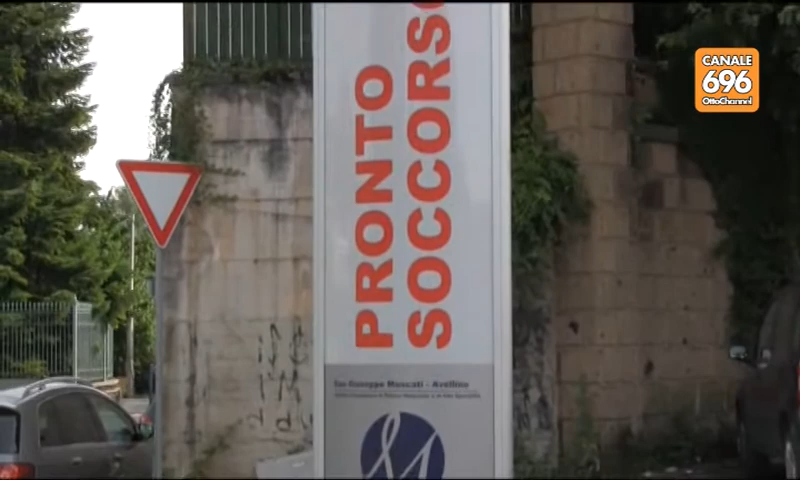 CANALE
696
OttoChannel
PRONTO
SOCCORSO
San Giuseppe Moscati - Avellino